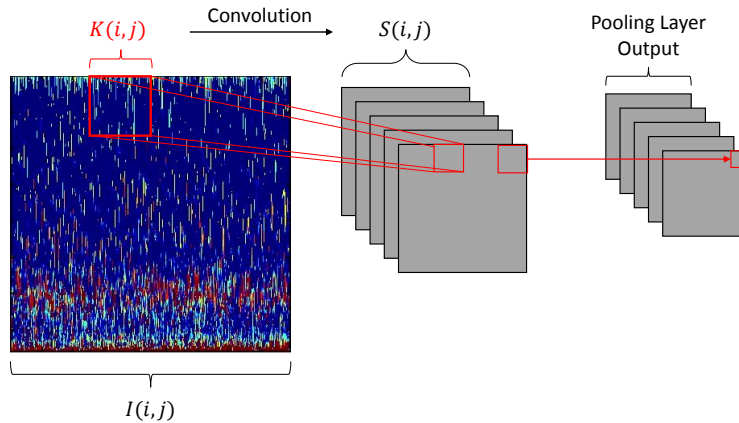 K(i,j)
Convolution
S(i,j)
Pooling Layer
Output
I(i,j)